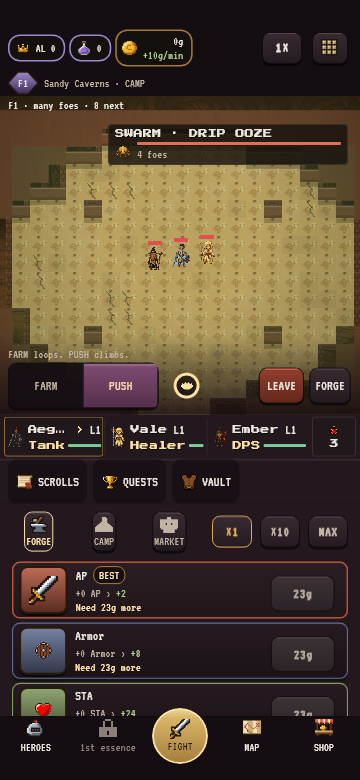 AL 0
0
0g
+10g/min
1X
F1
Sandy Caverns · CAMP
F1 · many foes · 8 next
SWARM · DRIP OOZE
4 foes
FARM loops. PUSH climbs.
FARM
PUSH
LEAVE
FORGE
Aeg… > L1
Tank
Vale L1
Healer
Ember L1
DPS
3
SCROLLS
QUESTS
VAULT
FORGE
CAMP
MARKET
X1
X10
MAX
AP BEST
+0 AP > +2
Need 23g more
23g
Armor
+0 Armor > +8
Need 23g more
23g
STA
+0 STA > +24
23g
HEROES
1st essence
FIGHT
MAP
SHOP